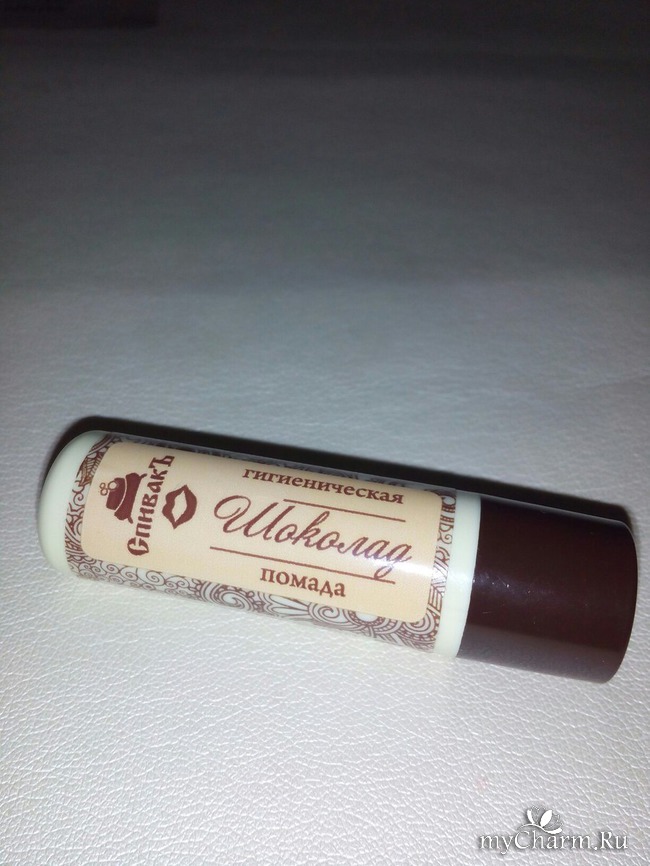 СпивакЪ
гигиеническая
Шоколад
помада
myCharm.Ru